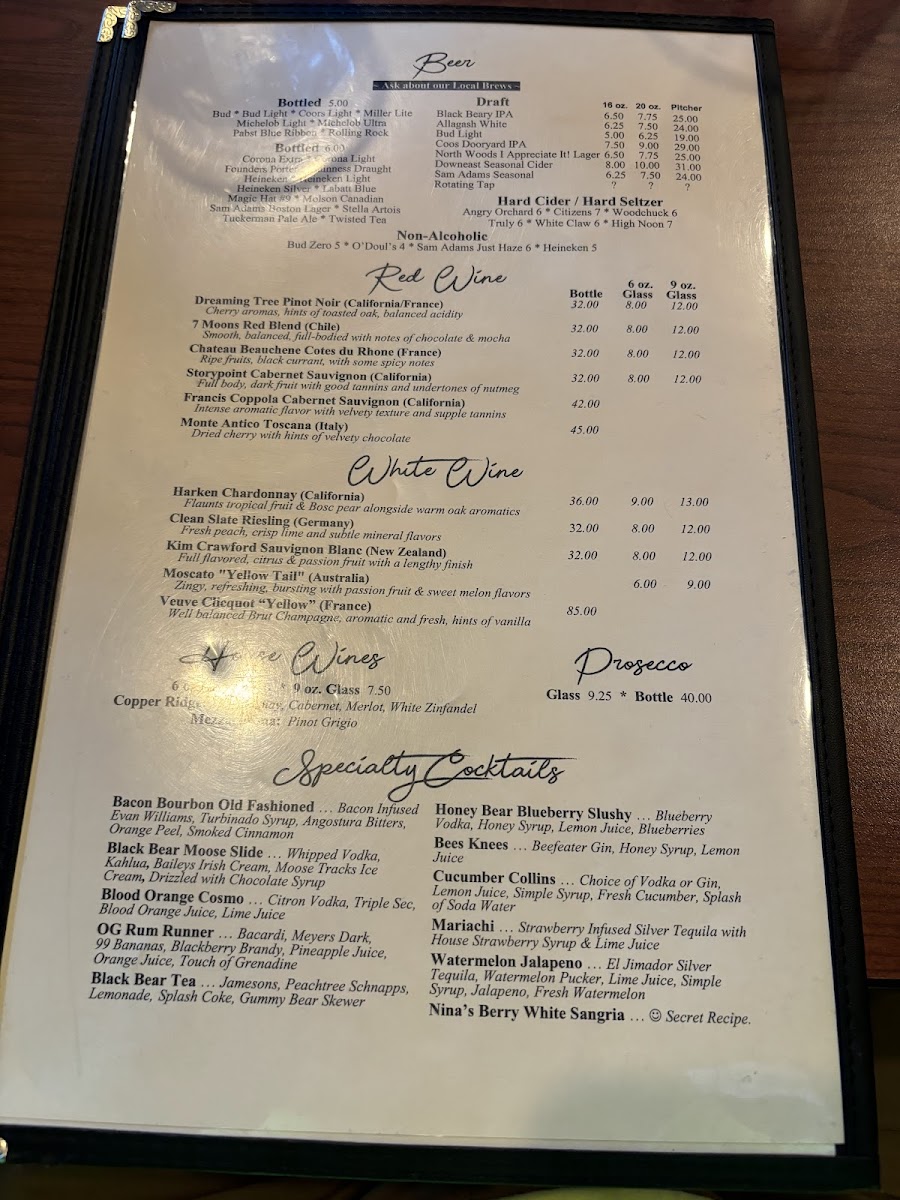 Beer
~ Ask about our Local Brews ~
Bottled 5.00
Bud * Bud Light * Coors Light * Miller Lite
Michelob Light * Michelob Ultra
Pabst Blue Ribbon * Rolling Rock
Bottled 6.00
Corona Extra * Corona Light
Founders Porter * Guinness Draught
Heineken * Heineken Light
Heineken Silver * Labatt Blue
Magic Hat #9 * Molson Canadian
Sam Adams Boston Lager * Stella Artois
Tuckerman Pale Ale * Twisted Tea
Draft 16 oz. 20 oz. Pitcher
Black Beary IPA 6.50 7.75 25.00
Allagash White 6.25 7.50 24.00
Bud Light 5.00 6.25 19.00
Coos Dooryard IPA 7.50 9.00 29.00
North Woods I Appreciate It! Lager 6.50 7.75 25.00
Downeast Seasonal Cider 8.00 10.00 31.00
Sam Adams Seasonal 6.25 7.50 24.00
Rotating Tap ? ? ?
Hard Cider / Hard Seltzer
Angry Orchard 6 * Citizens 7 * Woodchuck 6
Truly 6 * White Claw 6 * High Noon 7
Non-Alcoholic
Bud Zero 5 * O'Doul's 4 * Sam Adams Just Haze 6 * Heineken 5
Red Wine
Bottle 6 oz. Glass 9 oz. Glass
Dreaming Tree Pinot Noir (California/France) 32.00 8.00 12.00
Cherry aromas, hints of toasted oak, balanced acidity
7 Moons Red Blend (Chile) 32.00 8.00 12.00
Smooth, balanced, full-bodied with notes of chocolate & mocha
Chateau Beauchene Cotes du Rhone (France) 32.00 8.00 12.00
Ripe fruits, black currant, with some spicy notes
Storypoint Cabernet Sauvignon (California) 32.00 8.00 12.00
Full body, dark fruit with good tannins and undertones of nutmeg
Francis Coppola Cabernet Sauvignon (California) 42.00
Intense aromatic flavor with velvety texture and supple tannins
Monte Antico Toscana (Italy) 45.00
Dried cherry with hints of velvety chocolate
White Wine
Harken Chardonnay (California) 36.00 9.00 13.00
Flaunts tropical fruit & Bosc pear alongside warm oak aromatics
Clean Slate Riesling (Germany) 32.00 8.00 12.00
Fresh peach, crisp lime and subtle mineral flavors
Kim Crawford Sauvignon Blanc (New Zealand) 32.00 8.00 12.00
Full flavored, citrus & passion fruit with a lengthy finish
Moscato "Yellow Tail" (Australia) 6.00 9.00
Zingy, refreshing, bursting with passion fruit & sweet melon flavors
Veuve Clicquot “Yellow” (France) 85.00
Well balanced Brut Champagne, aromatic and fresh, hints of vanilla
House Wines
6 * 9 oz. Glass 7.50
Copper Ridge Cabernet, Merlot, White Zinfandel
Pinot Grigio
Prosecco
Glass 9.25 * Bottle 40.00
Specialty Cocktails
Bacon Bourbon Old Fashioned ... Bacon Infused
Evan Williams, Turbinado Syrup, Angostura Bitters,
Orange Peel, Smoked Cinnamon
Black Bear Moose Slide ... Whipped Vodka,
Kahlua, Baileys Irish Cream, Moose Tracks Ice
Cream, Drizzled with Chocolate Syrup
Blood Orange Cosmo ... Citron Vodka, Triple Sec,
Blood Orange Juice, Lime Juice
OG Rum Runner ... Bacardi, Meyers Dark,
99 Bananas, Blackberry Brandy, Pineapple Juice,
Orange Juice, Touch of Grenadine
Black Bear Tea ... Jamesons, Peachtree Schnapps,
Lemonade, Splash Coke, Gummy Bear Skewer
Honey Bear Blueberry Slushy ... Blueberry
Vodka, Honey Syrup, Lemon Juice, Blueberries
Bees Knees ... Beefeater Gin, Honey Syrup, Lemon
Juice
Cucumber Collins ... Choice of Vodka or Gin,
Lemon Juice, Simple Syrup, Fresh Cucumber, Splash
of Soda Water
Mariachi ... Strawberry Infused Silver Tequila with
House Strawberry Syrup & Lime Juice
Watermelon Jalapeno ... El Jimador Silver
Tequila, Watermelon Pucker, Lime Juice, Simple
Syrup, Jalapeno, Fresh Watermelon
Nina's Berry White Sangria ... ☺ Secret Recipe.